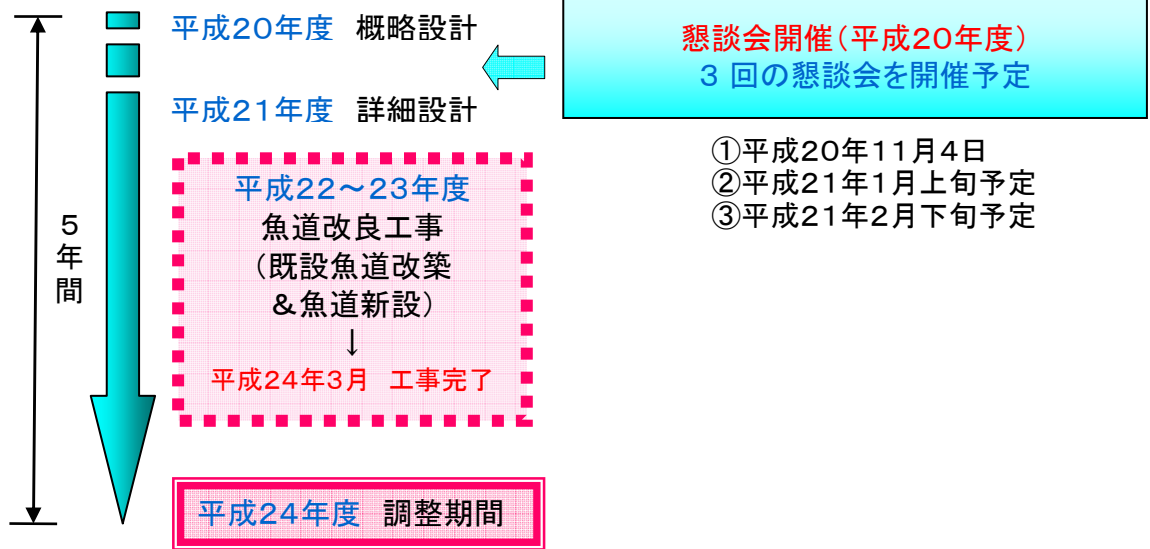 平成20年度 概略設計
懇談会開催（平成20年度）
3 回の懇談会を開催予定
平成21年度 詳細設計
①平成20年11月4日
②平成21年1月上旬予定
③平成21年2月下旬予定
5年間
平成22～23年度
魚道改良工事
（既設魚道改築
＆魚道新設）
↓
平成24年3月 工事完了
平成24年度 調整期間